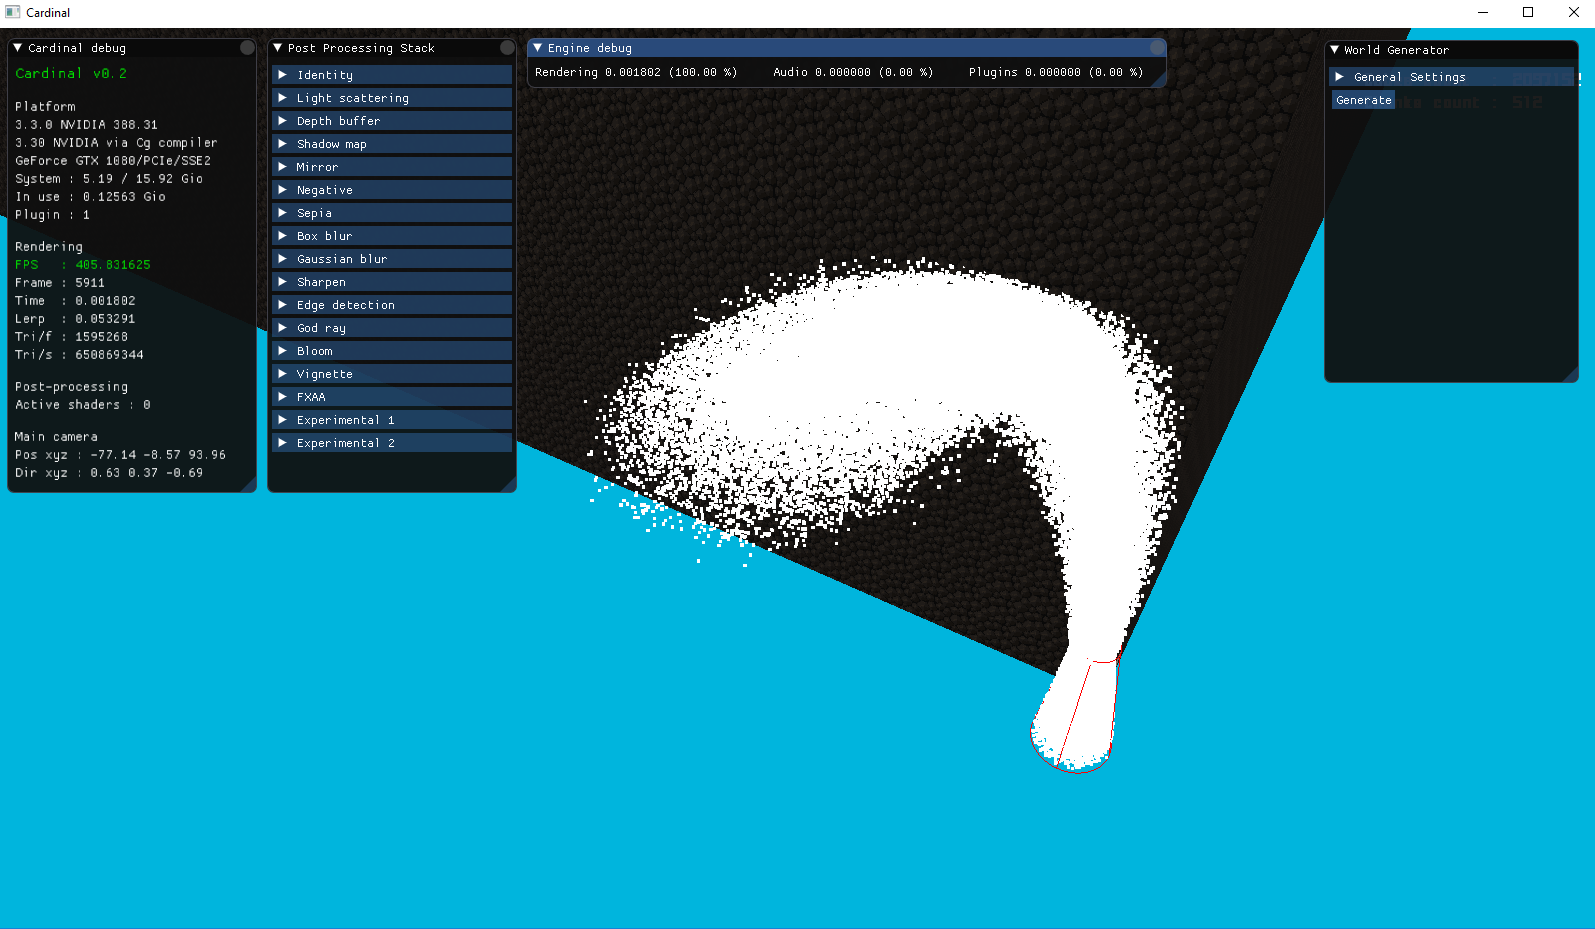 Cardinal
Cardinal debug
Cardinal v0.2
Platform
3.3.0 NVIDIA 388.31
3.30 NVIDIA via Cg compiler
GeForce GTX 1080/PCIe/SSE2
System : 5.19 / 15.92 Gio
In use : 0.12563 Gio
Plugin : 1
Rendering
FPS : 405.831625
Frame : 5911
Time : 0.001802
Lerp : 0.053291
Tri/f : 1595268
Tri/s : 650869344
Post-processing
Active shaders : 0
Main camera
Pos xyz : -77.14 -8.57 93.96
Dir xyz : 0.63 0.37 -0.69
Post Processing Stack
Identity
Light scattering
Depth buffer
Shadow map
Mirror
Negative
Sepia
Box blur
Gaussian blur
Sharpen
Edge detection
God ray
Bloom
Vignette
FXAA
Experimental 1
Experimental 2
Engine debug
Rendering 0.001802 (100.00 %) Audio 0.000000 (0.00 %) Plugins 0.000000 (0.00 %)
World Generator
General Settings :
Generate count : 512